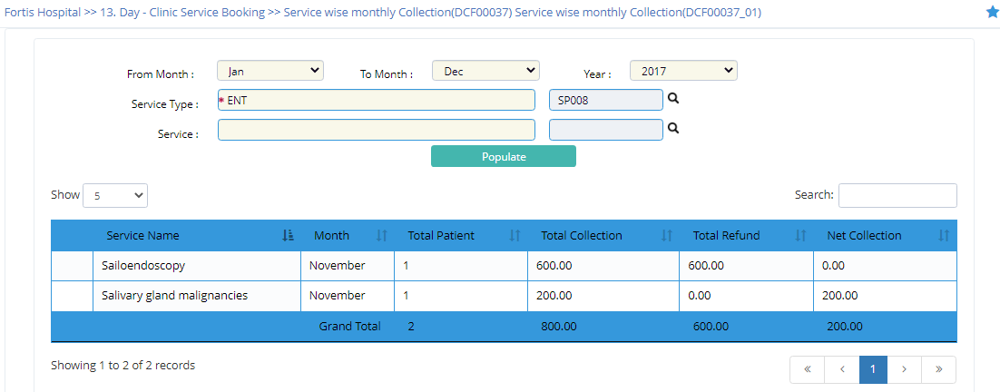 Fortis Hospital >> 13. Day - Clinic Service Booking >> Service wise monthly Collection(DCF00037) Service wise monthly Collection(DCF00037_01)
From Month : Jan To Month : Dec Year : 2017
Service Type : * ENT SP008
Service :
Populate
Show 5 Search:
Service Name Month Total Patient Total Collection Total Refund Net Collection
Sailoendoscopy November 1 600.00 600.00 0.00
Salivary gland malignancies November 1 200.00 0.00 200.00
Grand Total 2 800.00 600.00 200.00
Showing 1 to 2 of 2 records « ‹ 1 › »